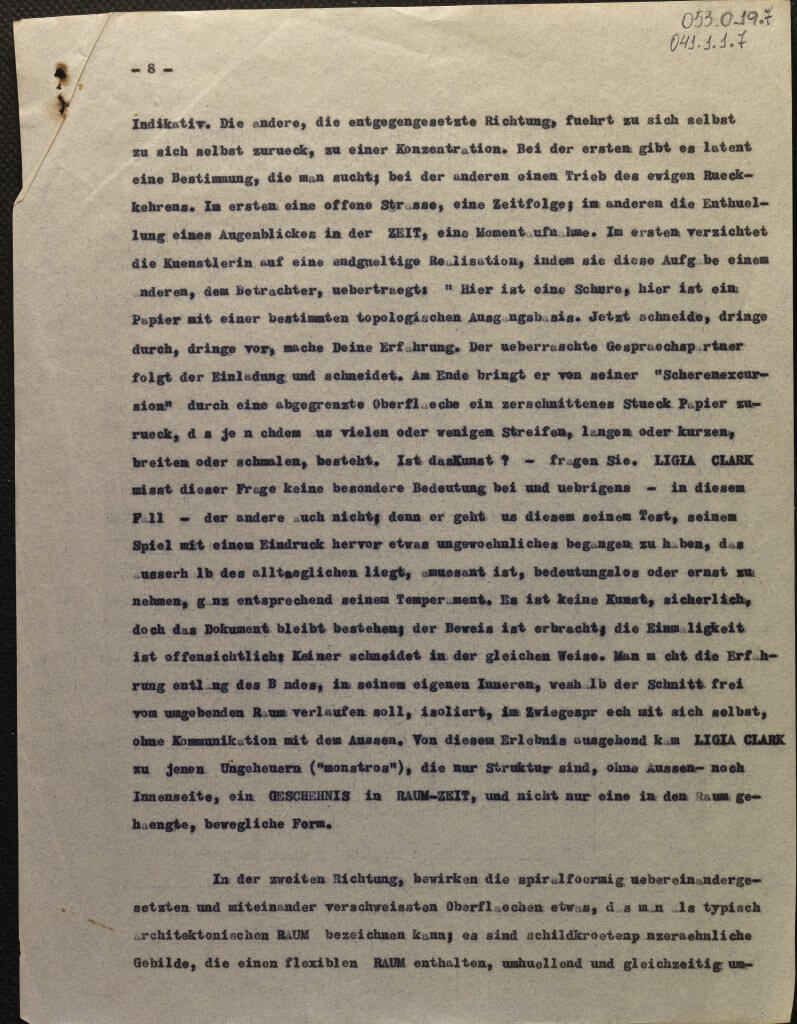 053.0.19.7
041.1.1.7
- 8 -
Indikativ. Die andere, die entgegengesetzte Richtung, fuehrt zu sich selbst
zu sich selbst zurueck, zu einer Konzentration. Bei der ersten gibt es latent
eine Bestimmung, die man sucht; bei der anderen einen Trieb des ewigen Rueck-
kehrens. Im ersten eine offene Strasse, eine Zeitfolge; im anderen die Enthuel-
lung eines Augenblickes in der ZEIT, eine Momentaufnahme. Im ersten verzichtet
die Kuenstlerin auf eine endgueltige Realisation, indem sie diese Aufgabe einem
anderen, dem Betrachter, uebertraegt: " Hier ist eine Schere, hier ist ein
Papier mit einer bestimmten topologischen Ausgangsbasis. Jetzt schneide, dringe
durch, dringe vor, mache Deine Erfahrung. Der ueberraschte Gespraechspartner
folgt der Einladung und schneidet. Am Ende bringt er von seiner "Scherenexcur-
sion" durch eine abgegrenzte Oberflaeche ein zerschnittenes Stueck Papier zu-
rueck, das je nachdem aus vielen oder wenigen Streifen, langen oder kurzen,
breiten oder schmalen, besteht. Ist dasKunst ? - fragen Sie. LIGIA CLARK
misst dieser Frage keine besondere Bedeutung bei und uebrigens - in diesem
Fall - der andere auch nicht; denn er geht aus diesem seinem Test, seinem
Spiel mit einem Eindruck hervor etwas ungewoehnliches begangen zu haben, das
ausserhalb des alltaeglichen liegt, amuesant ist, bedeutungslos oder ernst zu
nehmen, ganz entsprechend seinem Temperament. Es ist keine Kunst, sicherlich,
doch das Dokument bleibt bestehen; der Beweis ist erbracht; die Einmaligkeit
ist offensichtlich: Keiner schneidet in der gleichen Weise. Man macht die Erfah-
rung entlang des Bandes, in seinem eigenen Inneren, weshalb der Schnitt frei
vom umgebenden Raum verlaufen soll, isoliert, im Zwiegespraech mit sich selbst,
ohne Kommunikation mit dem Aussen. Von diesem Erlebnis ausgehend kam LIGIA CLARK
zu jenen Ungeheuern ("monstros"), die nur Struktur sind, ohne Aussen- noch
Innenseite, ein GESCHEHNIS in RAUM-ZEIT, und nicht nur eine in den Raum ge-
haengte, bewegliche Form.
In der zweiten Richtung, bewirken die spiralfoermig uebereinanderge-
setzten und miteinander verschweissten Oberflaechen etwas, das man als typisch
architektonischen RAUM bezeichnen kann; es sind schildkroetenpanzeraehnliche
Gebilde, die einen flexiblen RAUM enthalten, umhuellend und gleichzeitig um-